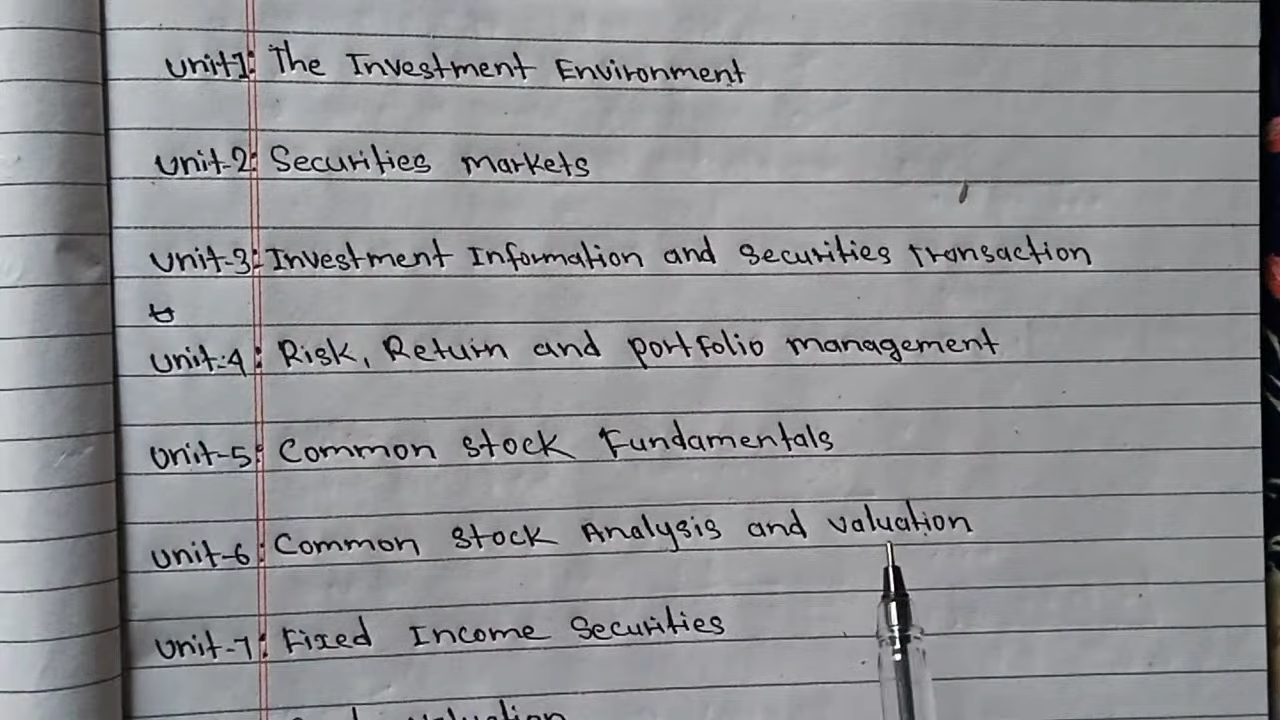 Unit1: The Investment Environment
Unit-2: Securities Markets
Unit-3: Investment Information and Securities Transaction
Unit-4: Risk, Return and portfolio management
Unit-5: Common Stock Fundamentals
Unit-6: Common Stock Analysis and valuation
Unit-7: Fixed Income Securities
valuation